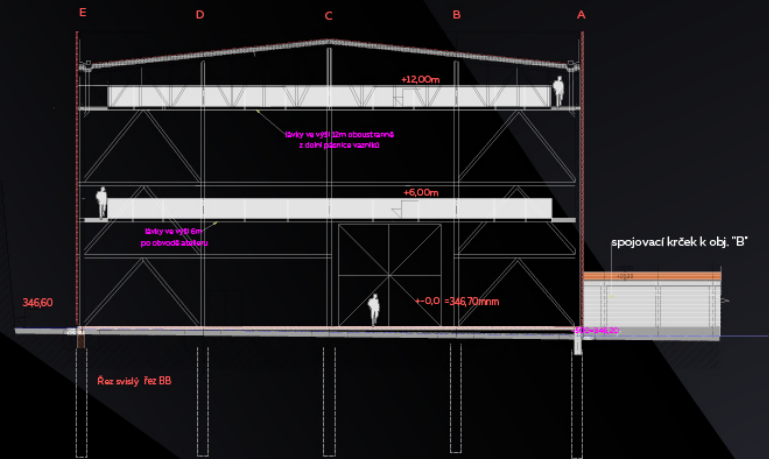 E
D
C
B
A
+12,00m
lávky ve výši 12m oboustranně
z dolní pásnice vazníků
+6,00m
lávky ve výši 6m
po obvodě ateliéru
spojovací krček k obj. "B"
346,60
+-0,0 =346,70mnm
Řez svislý řez BB